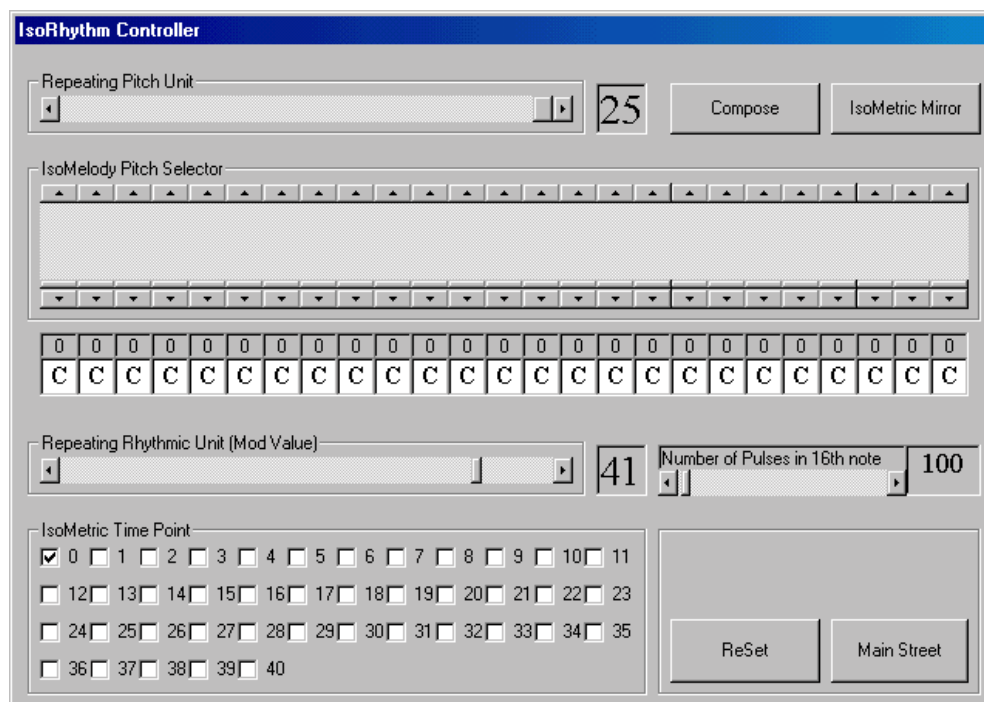 IsoRhythm Controller
Repeating Pitch Unit
25
Compose
IsoMetric Mirror
IsoMelody Pitch Selector
0 0 0 0 0 0 0 0 0 0 0 0 0 0 0 0 0 0 0 0 0 0 0 0 0
C C C C C C C C C C C C C C C C C C C C C C C C C
Repeating Rhythmic Unit (Mod Value)
41
Number of Pulses in 16th note
100
IsoMetric Time Point
0 1 2 3 4 5 6 7 8 9 10 11
12 13 14 15 16 17 18 19 20 21 22 23
24 25 26 27 28 29 30 31 32 33 34 35
36 37 38 39 40
ReSet
Main Street